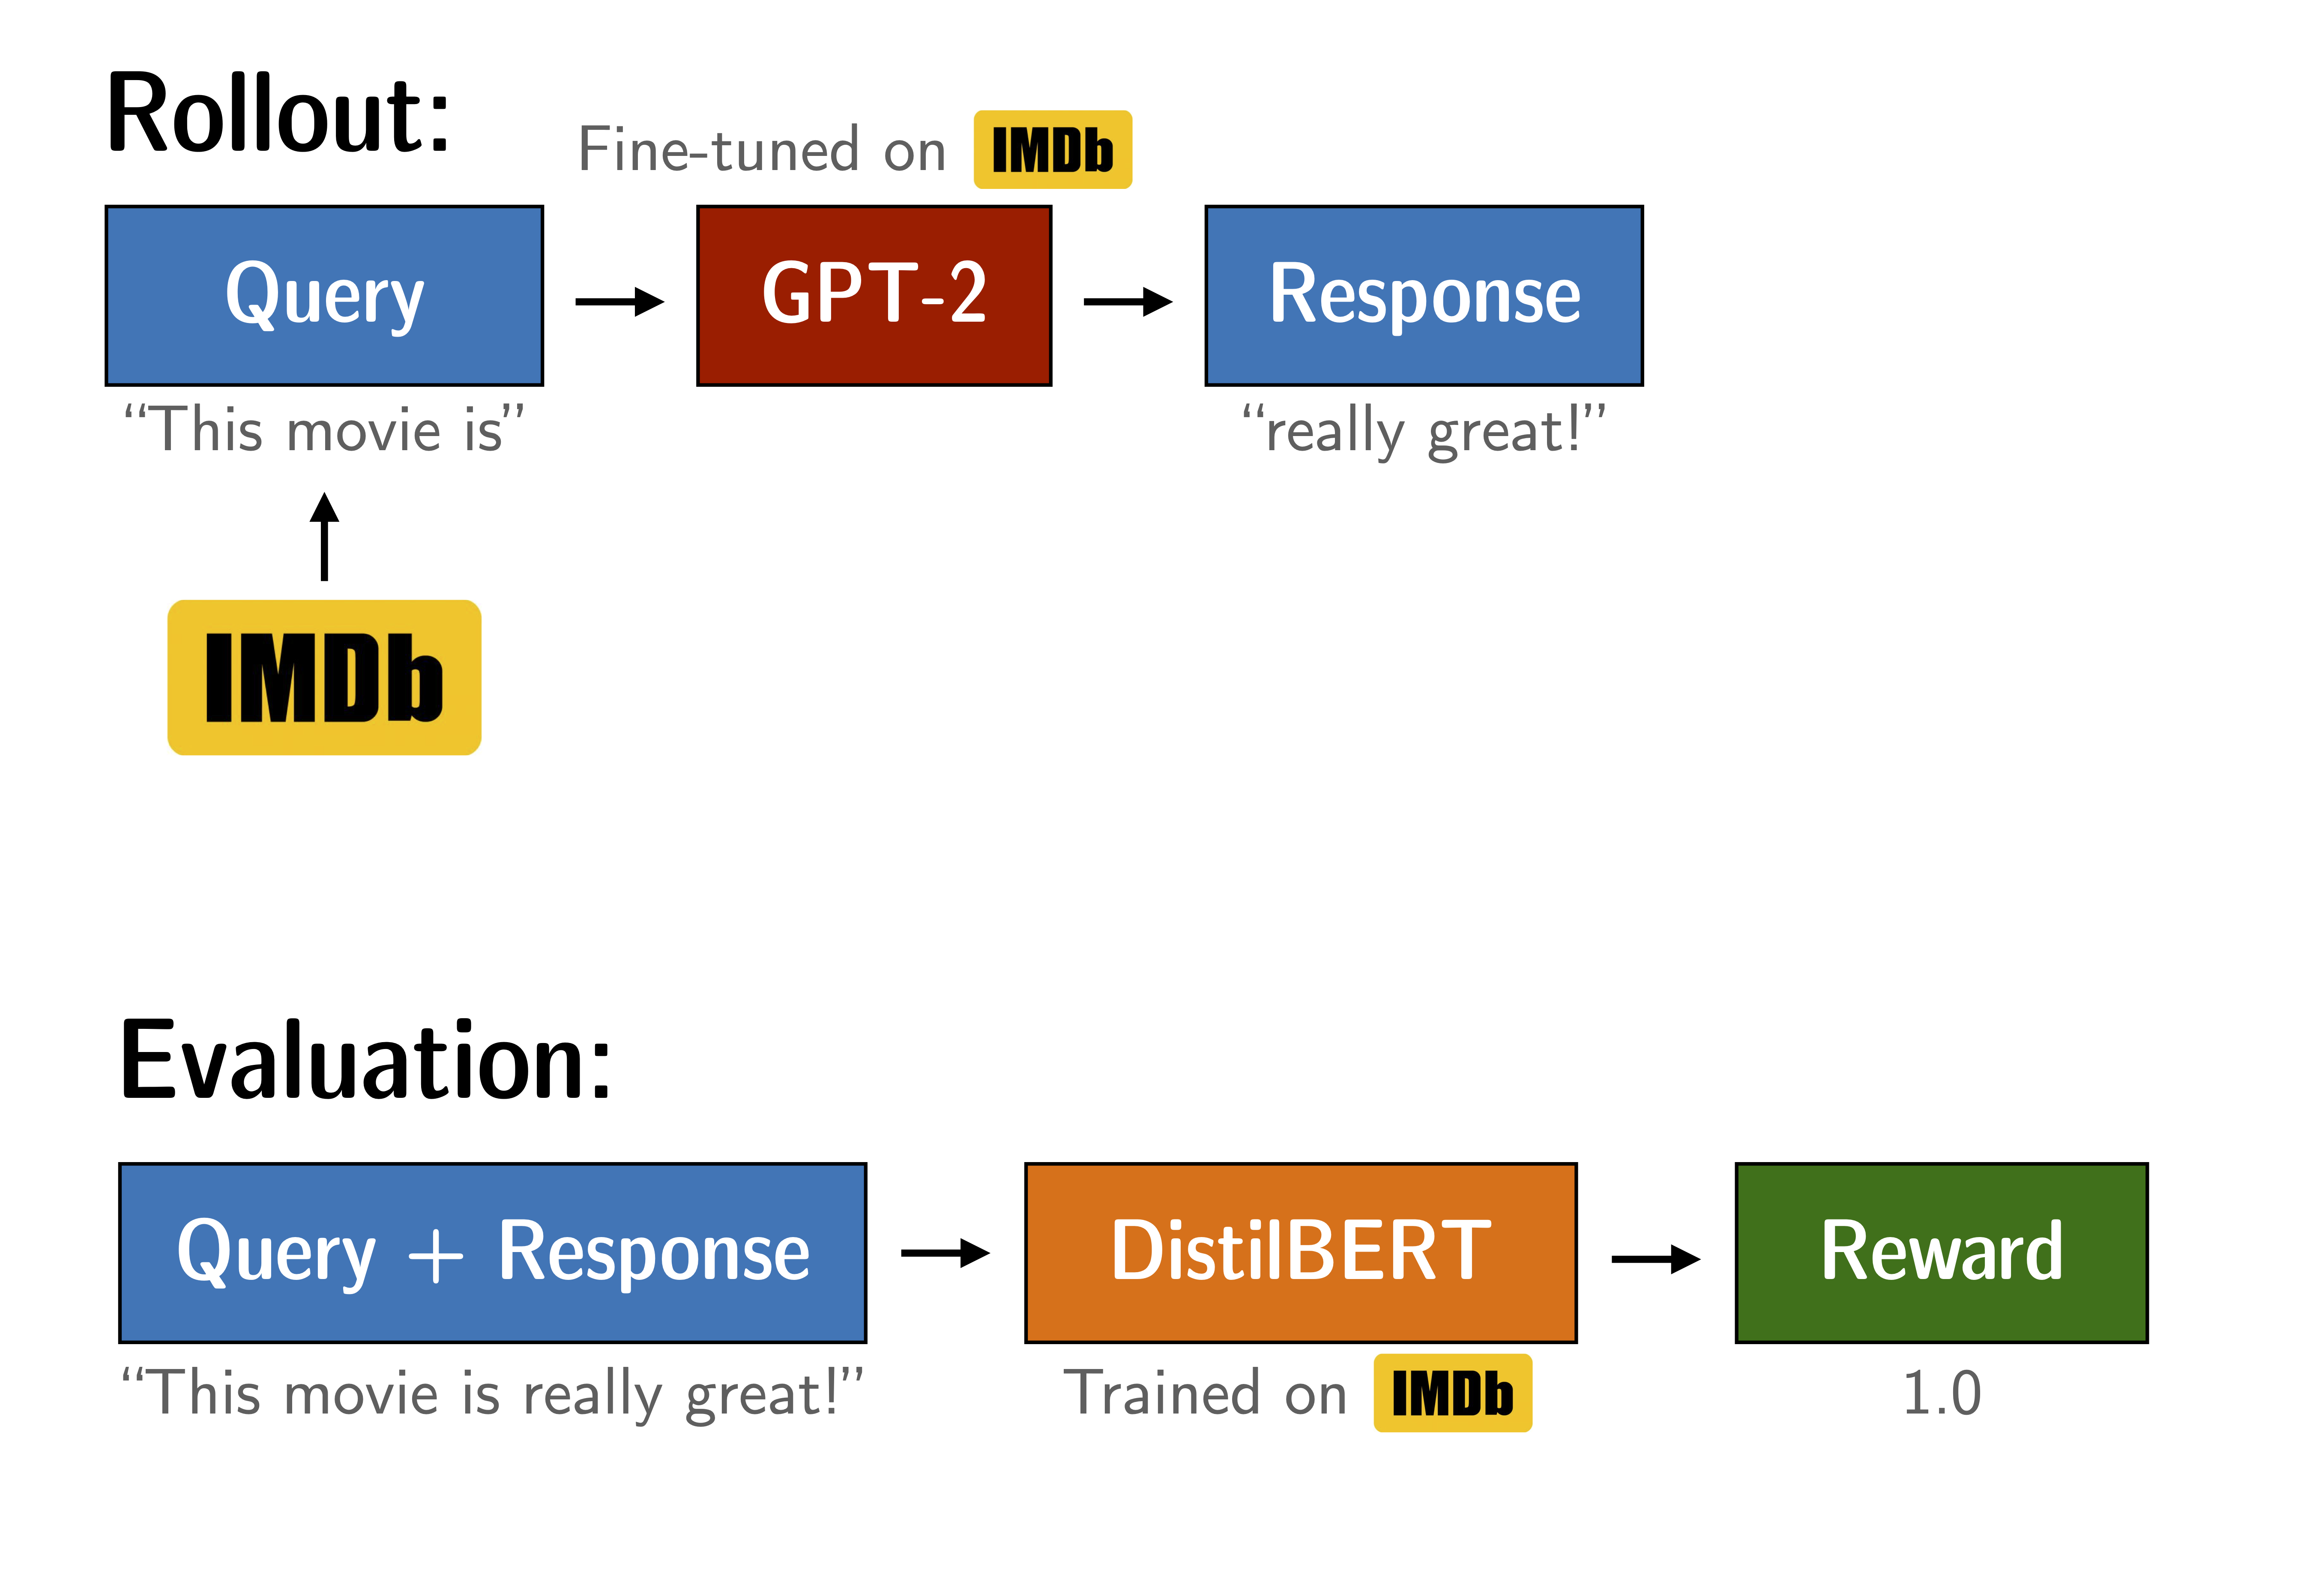 Rollout:
Fine-tuned on IMDb
Query
GPT-2
Response
“This movie is”
“really great!”
IMDb
Evaluation:
Query + Response
DistilBERT
Reward
“This movie is really great!”
Trained on IMDb
1.0